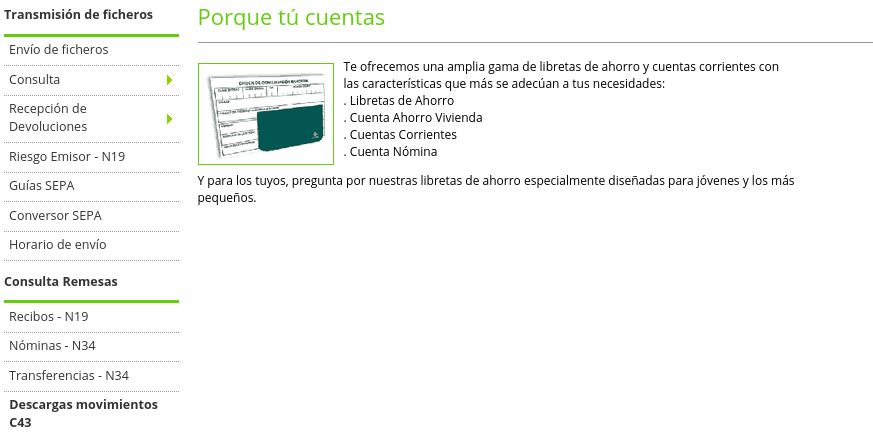 Transmisión de ficheros
Envío de ficheros
Consulta
Recepción de
Devoluciones
Riesgo Emisor - N19
Guías SEPA
Conversor SEPA
Horario de envío
Consulta Remesas
Recibos - N19
Nóminas - N34
Transferencias - N34
Descargas movimientos
C43
Porque tú cuentas
Te ofrecemos una amplia gama de libretas de ahorro y cuentas corrientes con
las características que más se adecúan a tus necesidades:
. Libretas de Ahorro
. Cuenta Ahorro Vivienda
. Cuentas Corrientes
. Cuenta Nómina
Y para los tuyos, pregunta por nuestras libretas de ahorro especialmente diseñadas para jóvenes y los más
pequeños.